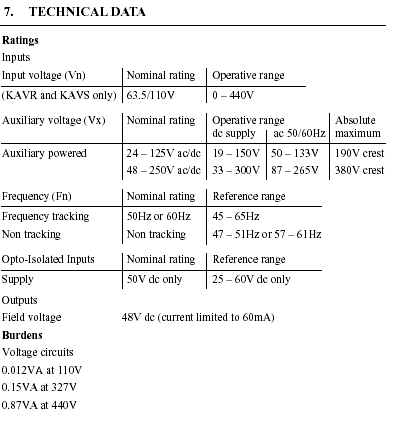 7. TECHNICAL DATA
Ratings
Inputs
Input voltage (Vn) Nominal rating Operative range
(KAVR and KAVS only) 63.5/110V 0 – 440V
Auxiliary voltage (Vx) Nominal rating Operative range Absolute
dc supply ac 50/60Hz maximum
Auxiliary powered 24 – 125V ac/dc 19 – 150V 50 – 133V 190V crest
48 – 250V ac/dc 33 – 300V 87 – 265V 380V crest
Frequency (Fn) Nominal rating Reference range
Frequency tracking 50Hz or 60Hz 45 – 65Hz
Non tracking Non tracking 47 – 51Hz or 57 – 61Hz
Opto-Isolated Inputs Nominal rating Reference range
Supply 50V dc only 25 – 60V dc only
Outputs
Field voltage 48V dc (current limited to 60mA)
Burdens
Voltage circuits
0.012VA at 110V
0.15VA at 327V
0.87VA at 440V